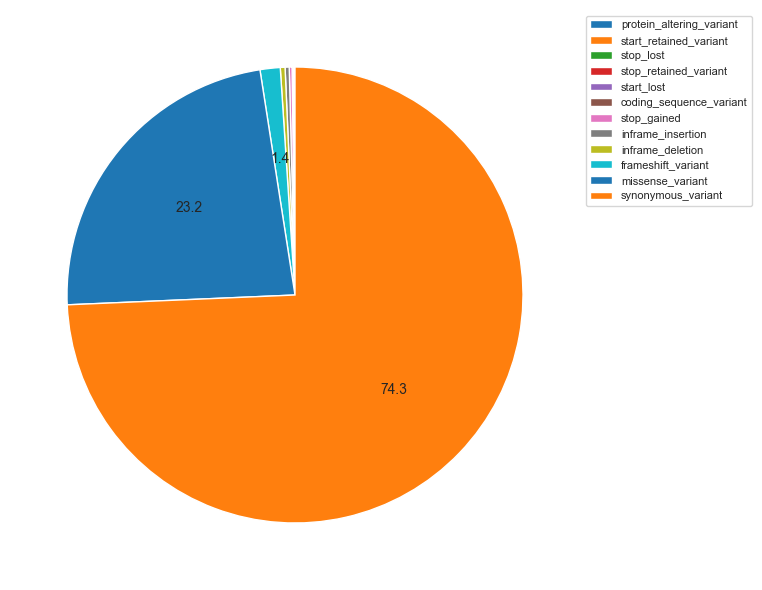 protein_altering_variant
start_retained_variant
stop_lost
stop_retained_variant
start_lost
coding_sequence_variant
stop_gained
inframe_insertion
inframe_deletion
frameshift_variant
missense_variant
synonymous_variant
1.4
23.2
74.3